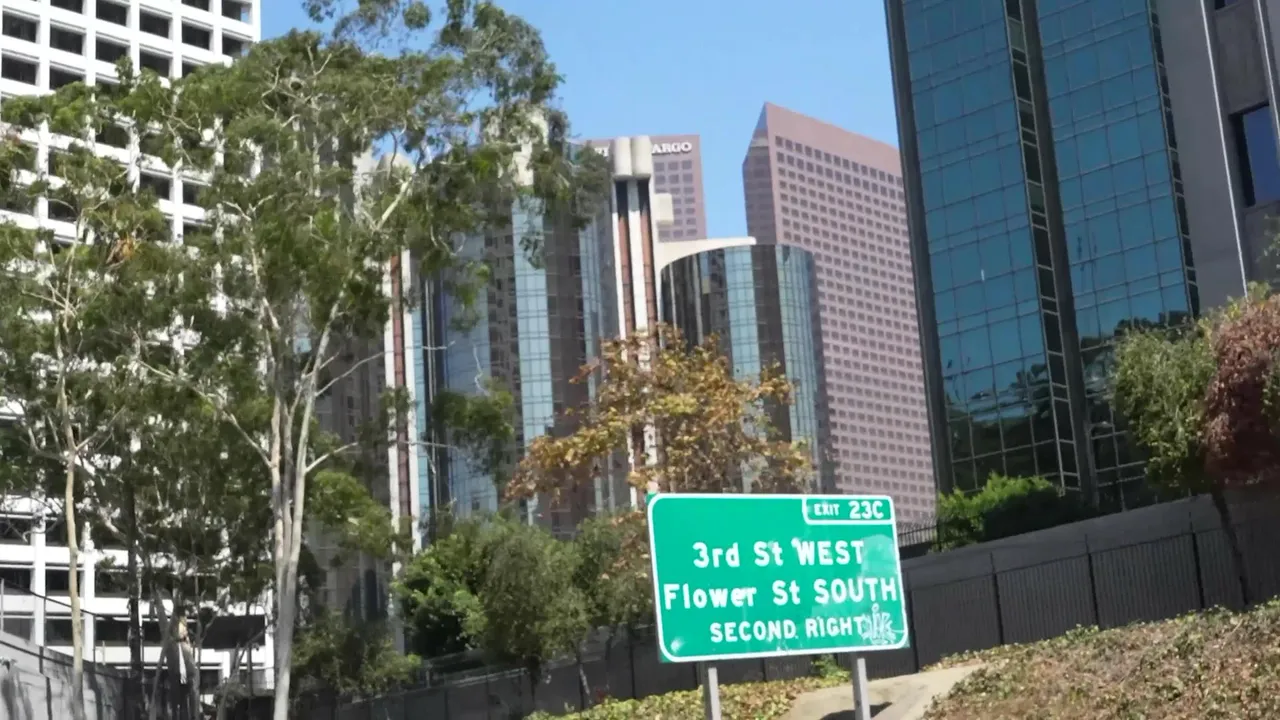 ARGO
EXIT 23C
3rd St WEST
Flower St SOUTH
SECOND RIGHT